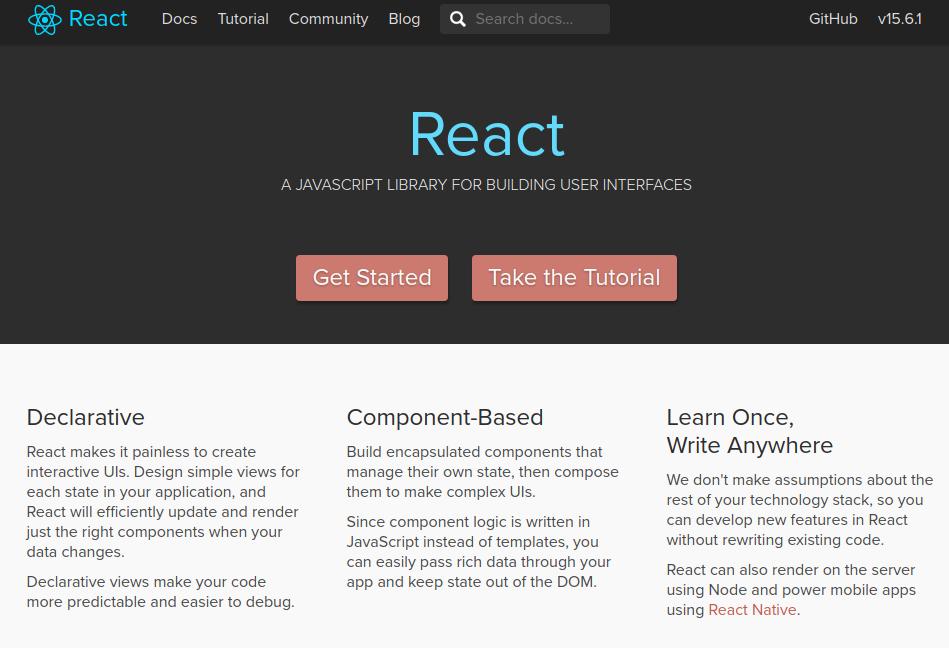 React Docs Tutorial Community Blog Search docs... GitHub v15.6.1
React
A JAVASCRIPT LIBRARY FOR BUILDING USER INTERFACES
Get Started Take the Tutorial
Declarative
React makes it painless to create
interactive UIs. Design simple views for
each state in your application, and
React will efficiently update and render
just the right components when your
data changes.
Declarative views make your code
more predictable and easier to debug.
Component-Based
Build encapsulated components that
manage their own state, then compose
them to make complex UIs.
Since component logic is written in
JavaScript instead of templates, you
can easily pass rich data through your
app and keep state out of the DOM.
Learn Once,
Write Anywhere
We don't make assumptions about the
rest of your technology stack, so you
can develop new features in React
without rewriting existing code.
React can also render on the server
using Node and power mobile apps
using React Native.